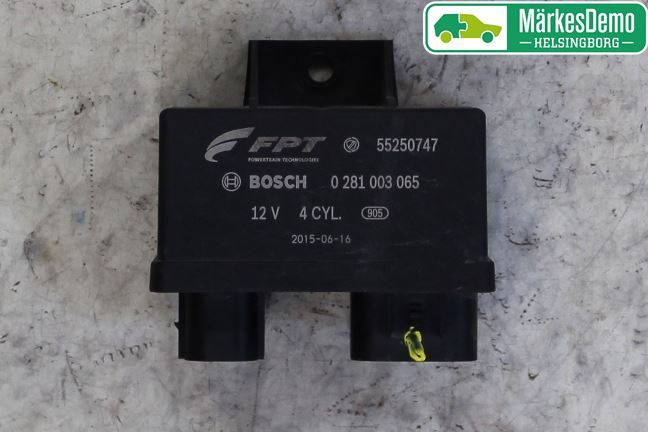 MärkesDemo
HELSINGBORG
FPT 55250747
POWERTRAIN TECHNOLOGIES
BOSCH 0 281 003 065
12 V 4 CYL. 905
2015-06-16